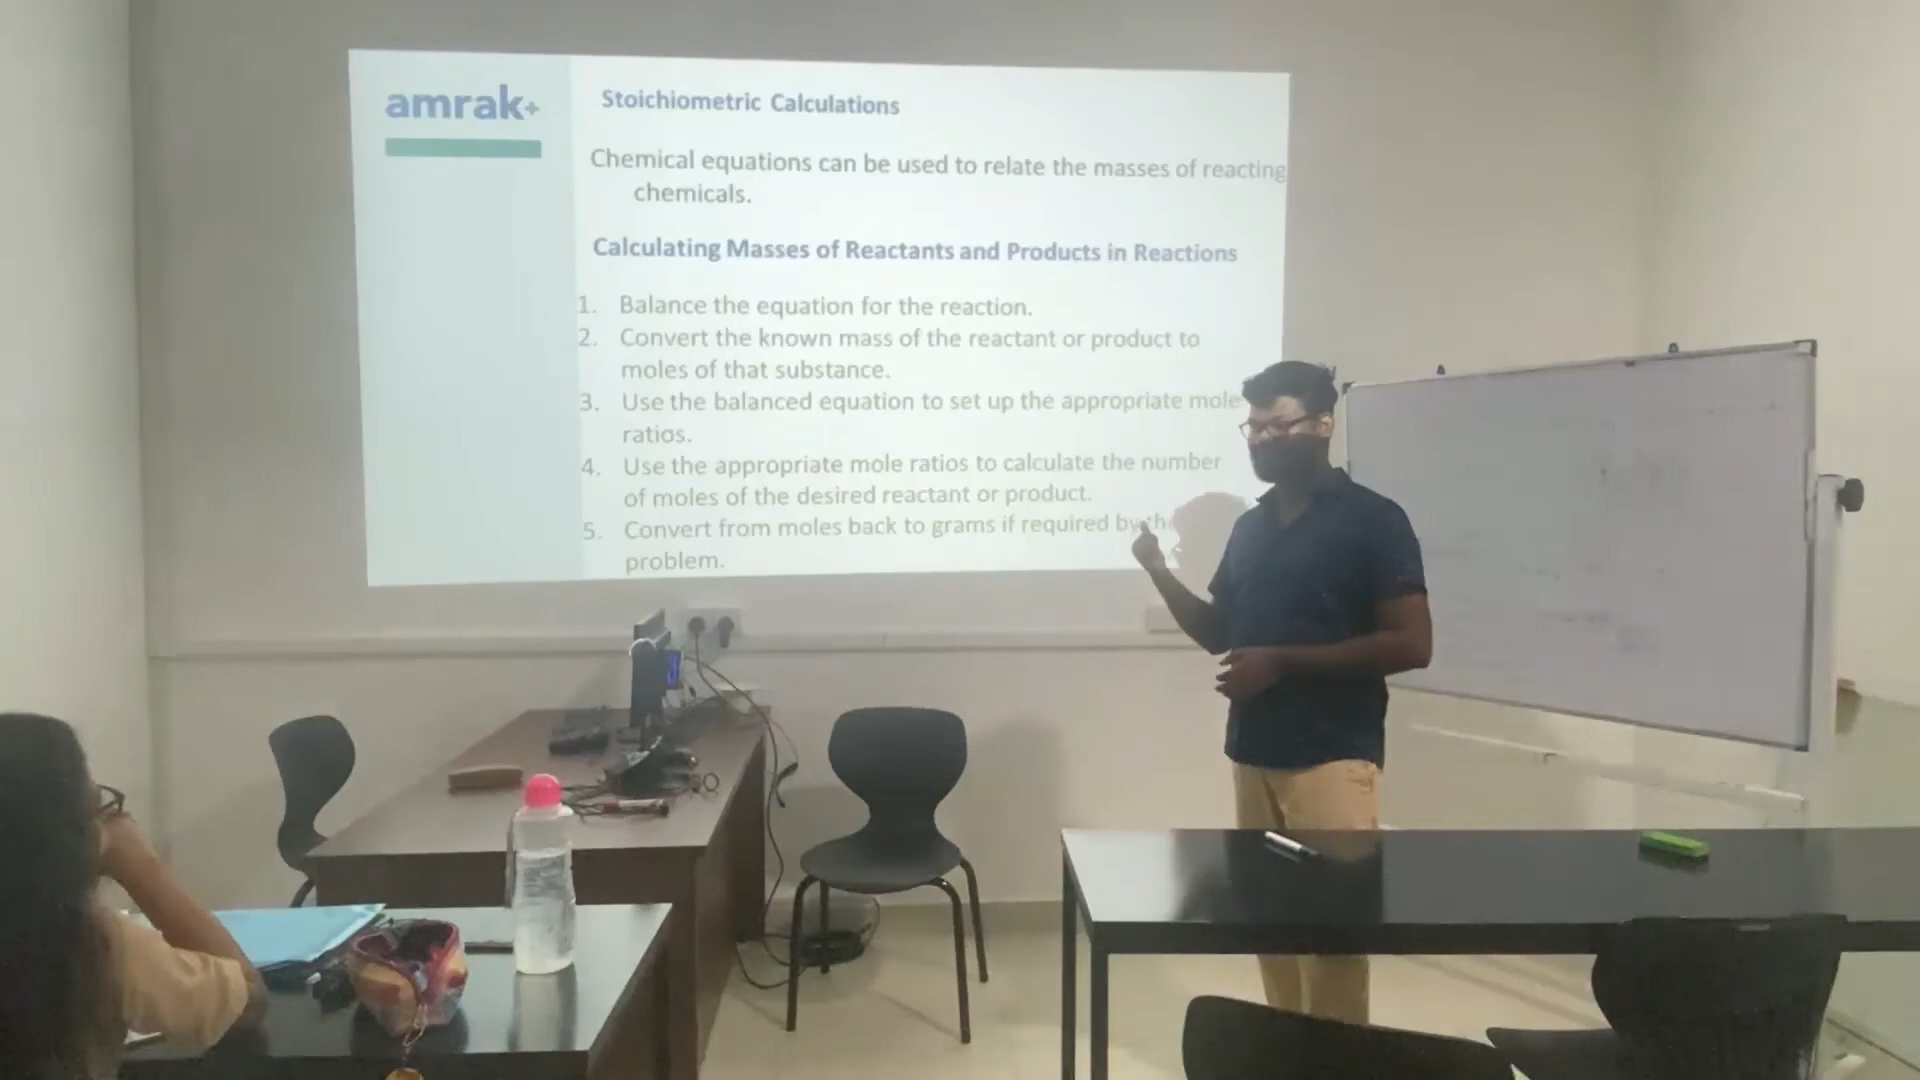 amrak+
Stoichiometric Calculations
Chemical equations can be used to relate the masses of reacting
chemicals.
Calculating Masses of Reactants and Products in Reactions
1. Balance the equation for the reaction.
2. Convert the known mass of the reactant or product to
moles of that substance.
3. Use the balanced equation to set up the appropriate mole
ratios.
4. Use the appropriate mole ratios to calculate the number
of moles of the desired reactant or product.
5. Convert from moles back to grams if required by the
problem.